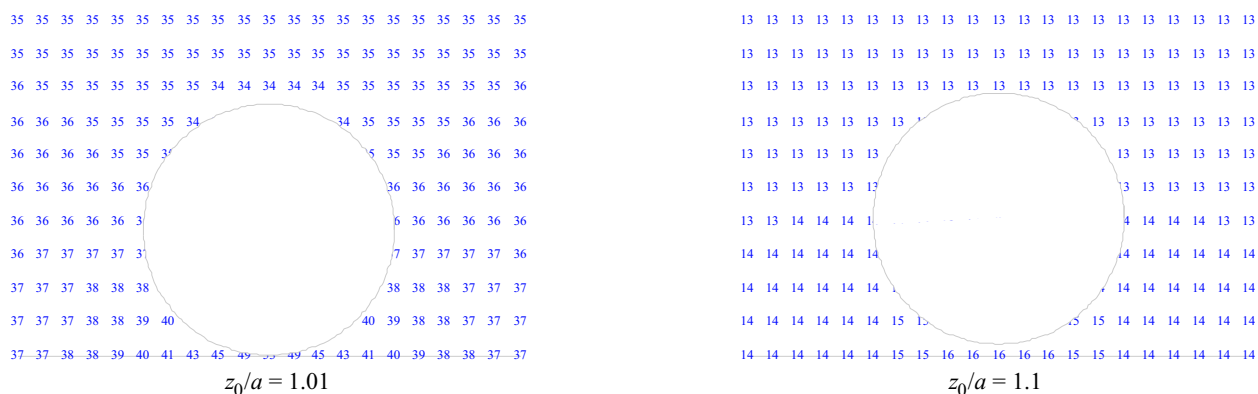 35 35 35 35 35 35 35 35 35 35 35 35 35 35 35 35 35 35 35 35 35
35 35 35 35 35 35 35 35 35 35 35 35 35 35 35 35 35 35 35 35 35
36 35 35 35 35 35 35 35 34 34 34 34 34 35 35 35 35 35 35 35 36
36 36 36 35 35 35 35 34 34 35 35 35 35 36 36 36
36 36 36 36 35 35 35 35 36 36 36 36
36 36 36 36 36 36 36 36 36 36 36 36
36 36 36 36 36 36 36 36 36 36
36 37 37 37 37 37 37 37 37 36
37 37 37 38 38 38 38 38 38 37 37 37
37 37 37 38 38 39 40 40 39 38 38 37 37 37
37 37 38 38 39 40 41 43 45 49 49 45 43 41 40 39 38 38 37 37
z0/a = 1.01
13 13 13 13 13 13 13 13 13 13 13 13 13 13 13 13 13 13 13 13 13
13 13 13 13 13 13 13 13 13 13 13 13 13 13 13 13 13 13 13 13 13
13 13 13 13 13 13 13 13 13 13 13 13 13 13 13 13 13 13 13 13 13
13 13 13 13 13 13 13 13 13 13 13 13 13 13
13 13 13 13 13 13 13 13 13 13 13 13
13 13 13 13 13 13 13 13 13 13
13 13 14 14 14 14 14 14 13 13
14 14 14 14 14 14 14 14 14 14
14 14 14 14 14 14 14 14 14 14 14 14
14 14 14 14 14 14 15 15 14 14 14 14 14 14
14 14 14 14 14 14 15 15 16 16 16 16 16 15 15 14 14 14 14 14 14
z0/a = 1.1